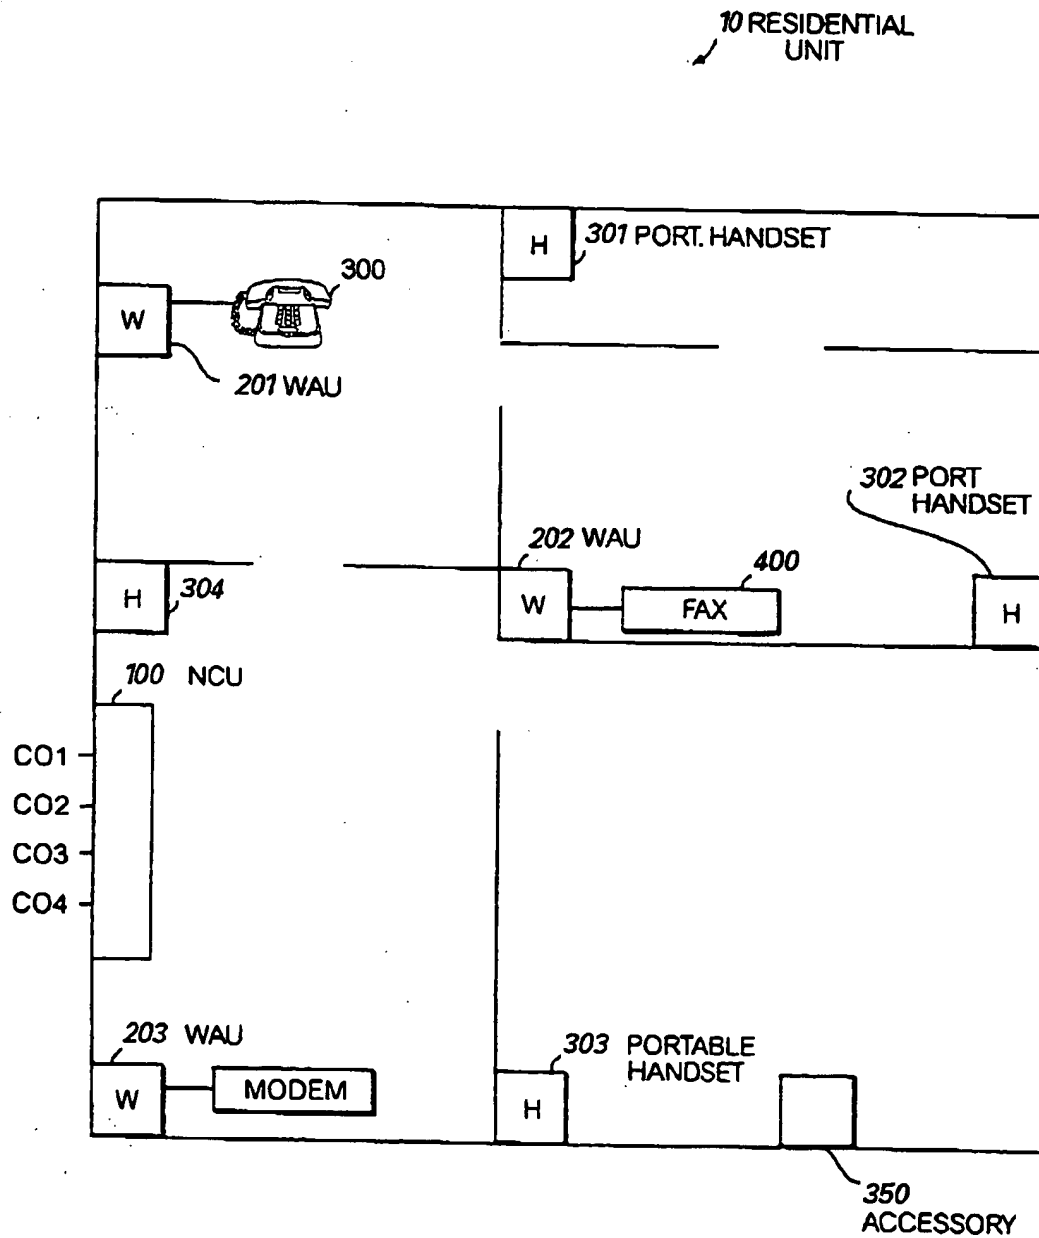 10 RESIDENTIAL
UNIT
H
301 PORT. HANDSET
300
W
201 WAU
302 PORT
HANDSET
202 WAU
400
H
304
W
FAX
H
100 NCU
CO1
CO2
CO3
CO4
203 WAU
303 PORTABLE
HANDSET
W
MODEM
H
350
ACCESSORY